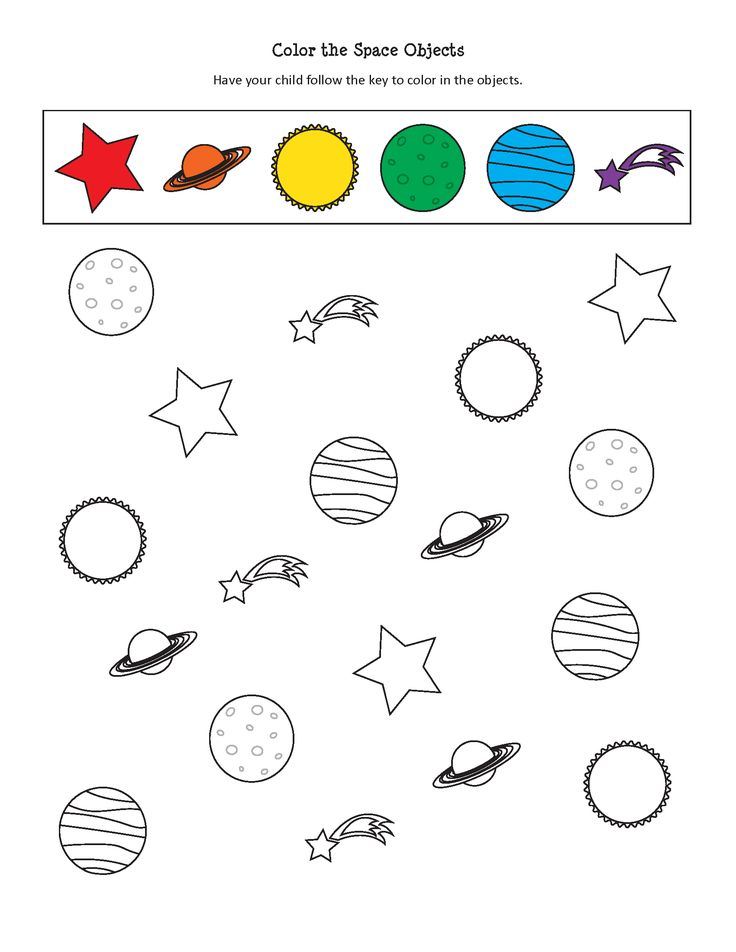 Color the Space Objects
Have your child follow the key to color in the objects.